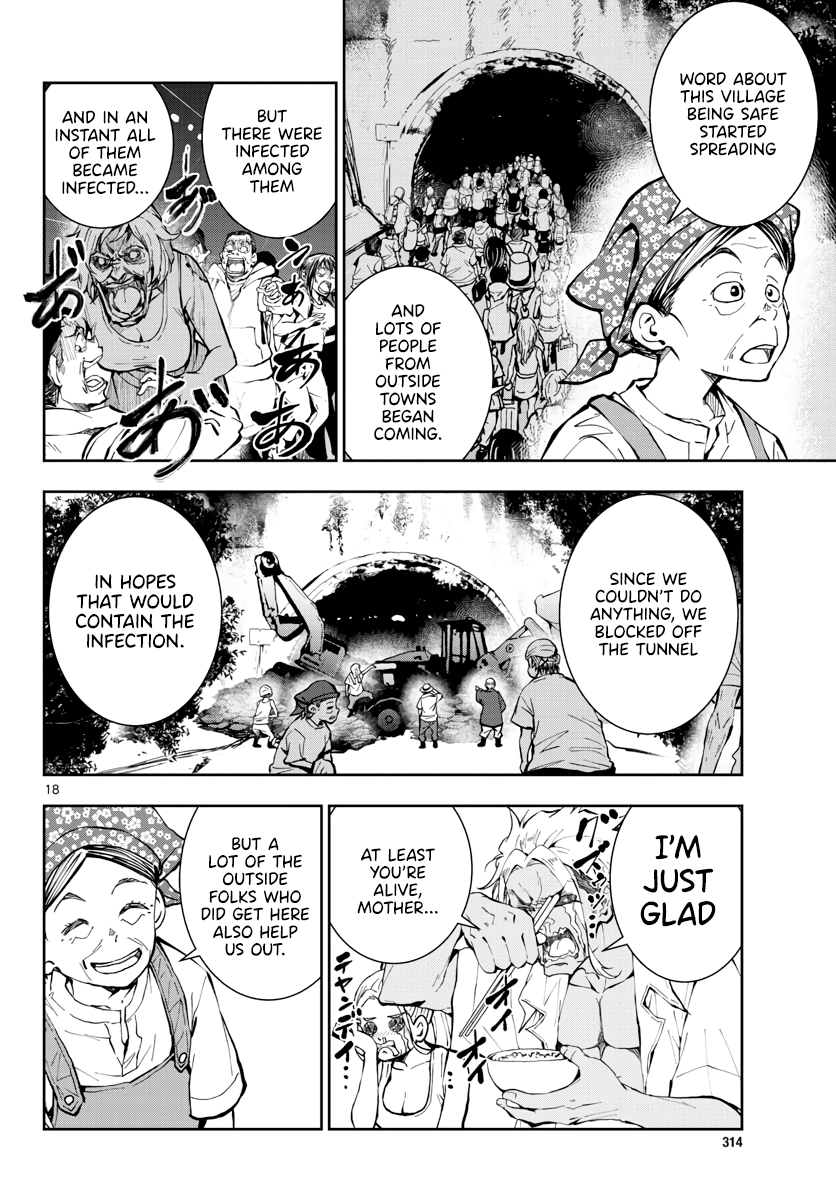 WORD ABOUT
THIS VILLAGE
BEING SAFE
STARTED
SPREADING
AND
LOTS OF
PEOPLE
FROM
OUTSIDE
TOWNS
BEGAN
COMING.
BUT
THERE WERE
INFECTED
AMONG
THEM
AND IN AN
INSTANT ALL
OF THEM
BECAME
INFECTED...
SINCE WE
COULDN'T DO
ANYTHING, WE
BLOCKED OFF
THE TUNNEL
IN HOPES
THAT WOULD
CONTAIN THE
INFECTION.
18
I'M
JUST
GLAD
AT LEAST
YOU'RE
ALIVE,
MOTHER...
BUT A
LOT OF THE
OUTSIDE
FOLKS WHO
DID GET HERE
ALSO HELP
US OUT.
314